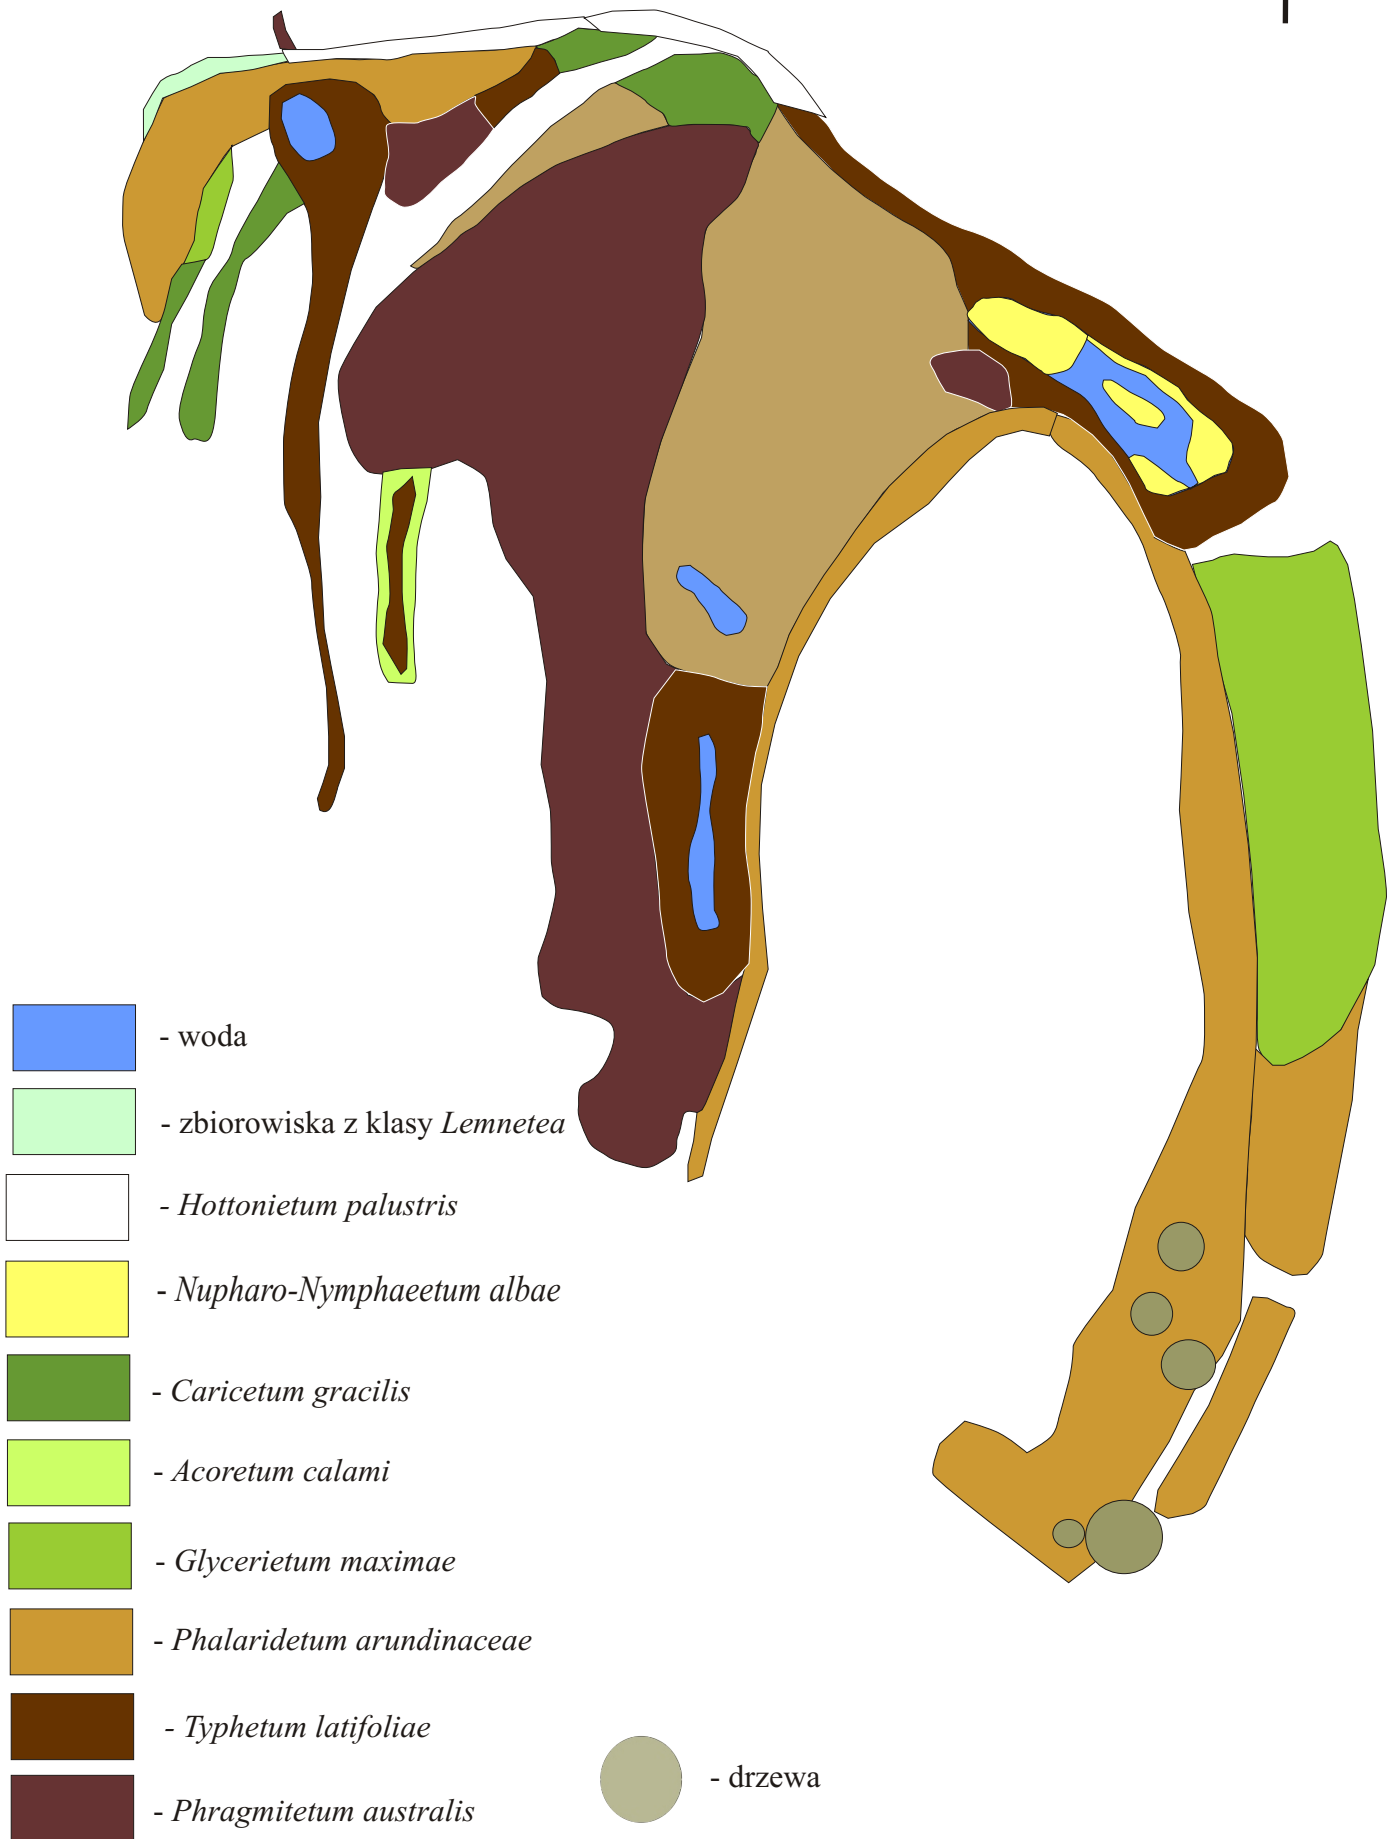 - woda
- zbiorowiska z klasy Lemnetea
- Hottonietum palustris
- Nupharo-Nymphaeetum albae
- Caricetum gracilis
- Acoretum calami
- Glycerietum maximae
- Phalaridetum arundinaceae
- Typhetum latifoliae
- drzewa
- Phragmitetum australis